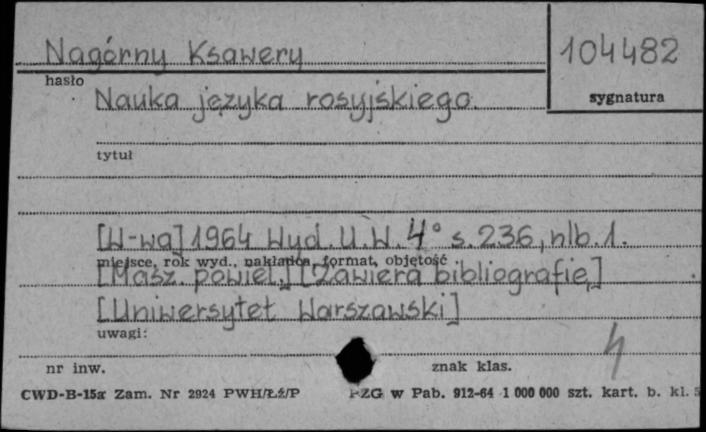 Nagórny Ksawery
104482
hasło
sygnatura
Nauka języka rosyjskiego.
tytuł
[W-wa] 1964 Wyd. U.W. 4° s. 236, nlb. 1.
miejsce, rok wyd., nakładca, format, objętość
[Masz. powiel.] [Zawiera bibliografię]
[Uniwersytet Warszawski]
uwagi:
nr inw.
znak klas.
CWD-B-15a Zam. Nr 2924 PWH/Łź/P
PZG w Pab. 912-64 1 000 000 szt. kart. b. kl. 5